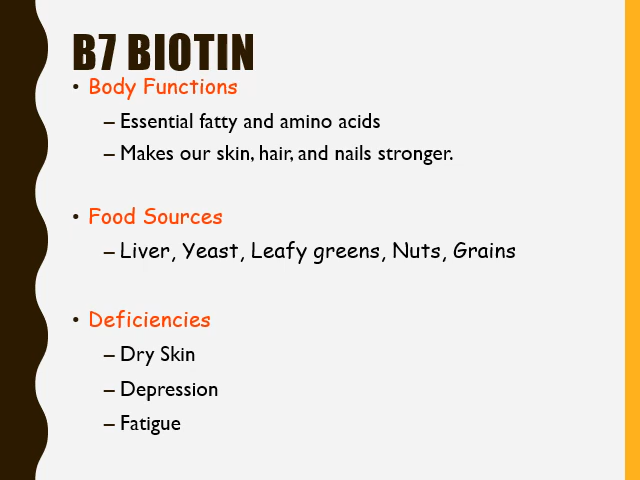 B7 BIOTIN
• Body Functions
– Essential fatty and amino acids
– Makes our skin, hair, and nails stronger.
• Food Sources
– Liver, Yeast, Leafy greens, Nuts, Grains
• Deficiencies
– Dry Skin
– Depression
– Fatigue